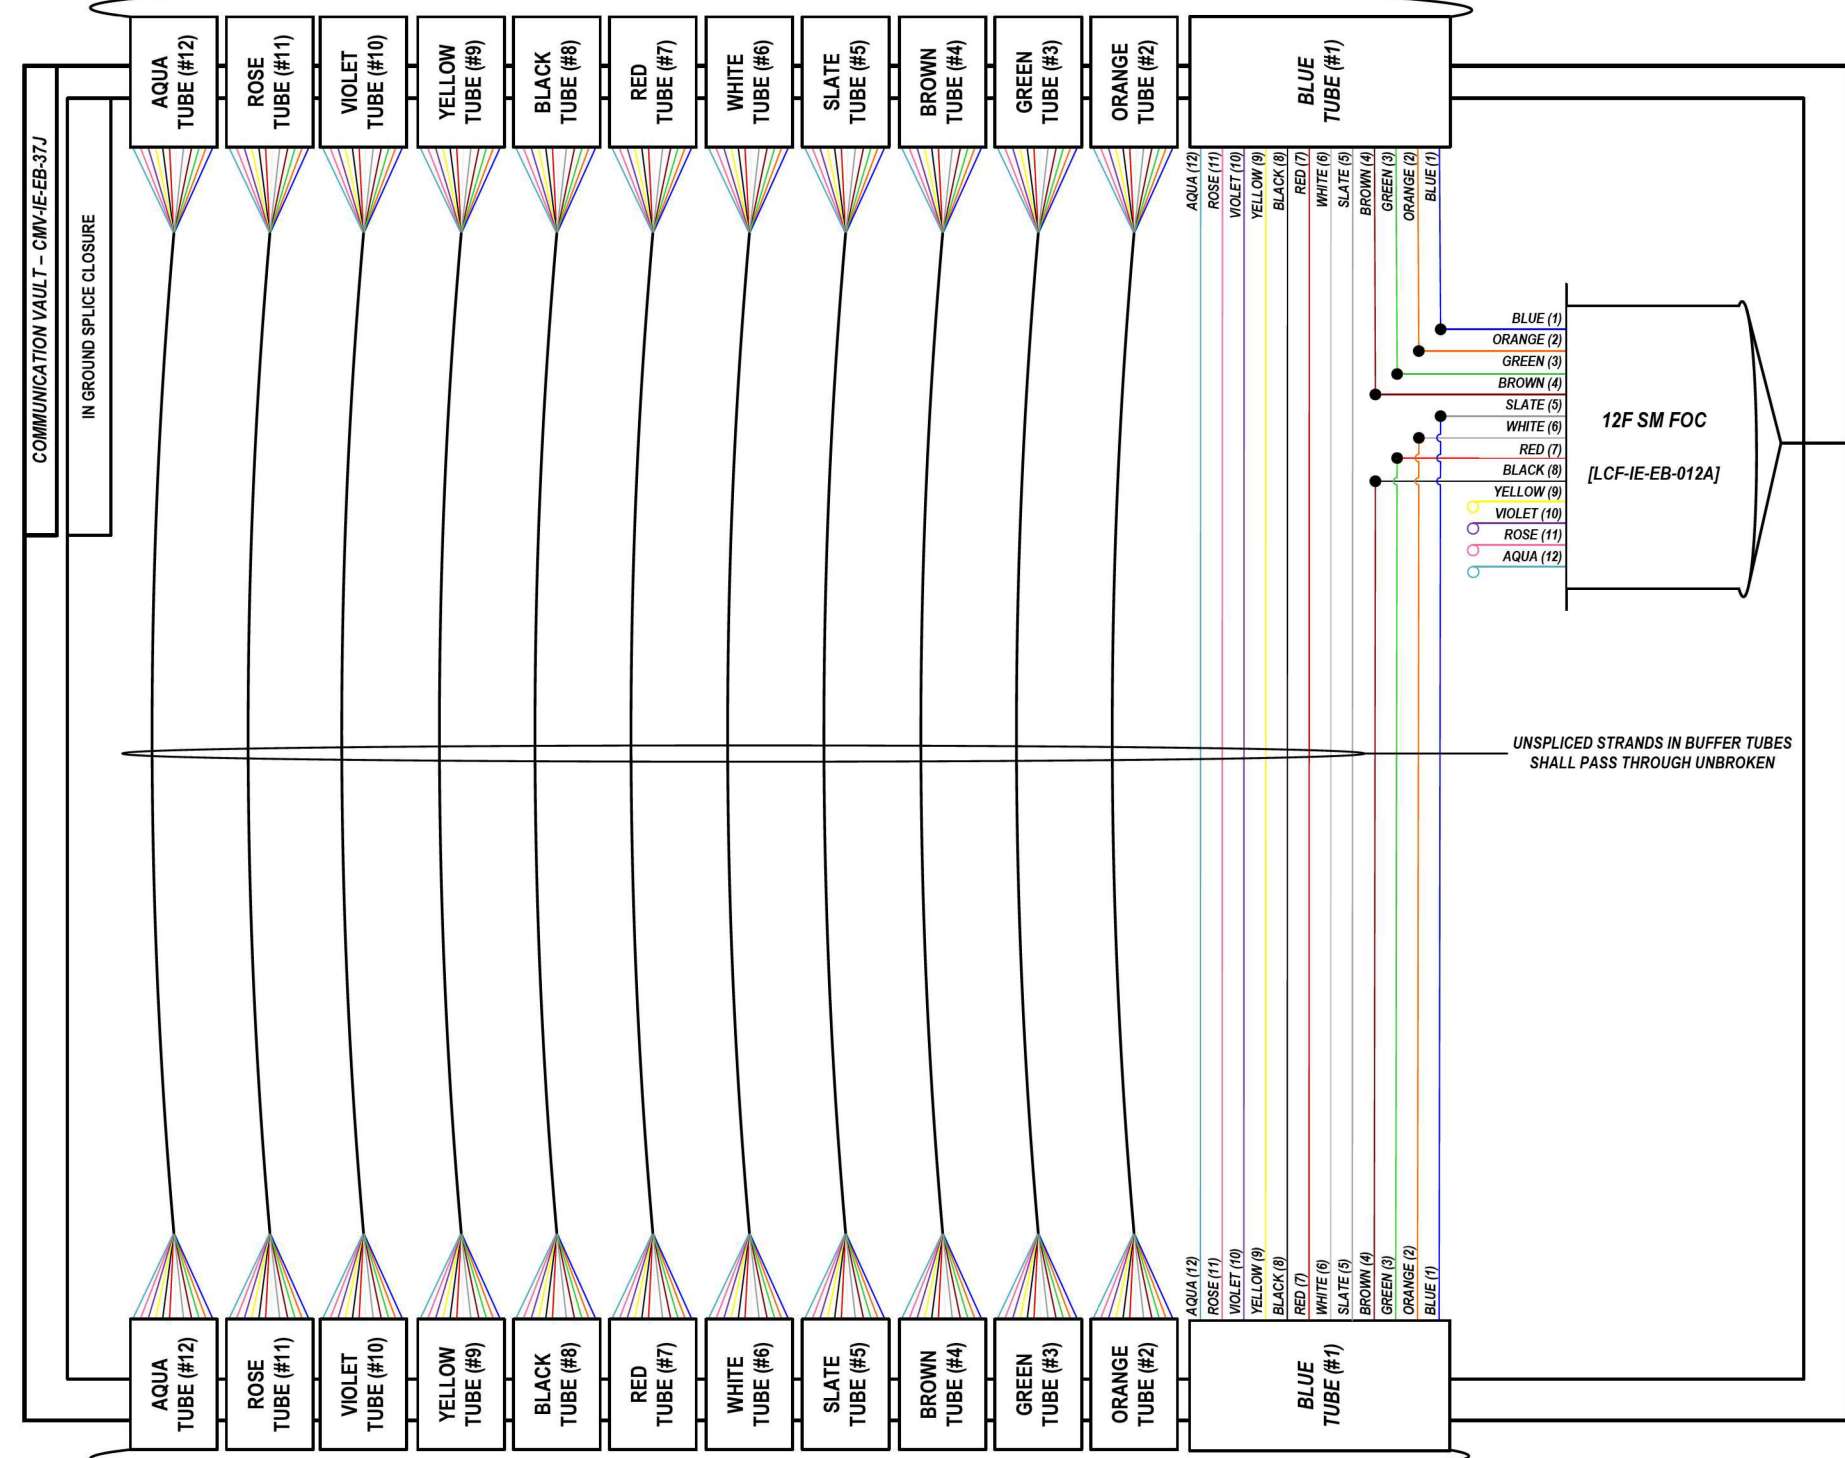 COMMUNICATION VAULT – CMV-IE-EB-37J
IN GROUND SPLICE CLOSURE
AQUA
TUBE (#12)
ROSE
TUBE (#11)
VIOLET
TUBE (#10)
YELLOW
TUBE (#9)
BLACK
TUBE (#8)
RED
TUBE (#7)
WHITE
TUBE (#6)
SLATE
TUBE (#5)
BROWN
TUBE (#4)
GREEN
TUBE (#3)
ORANGE
TUBE (#2)
BLUE
TUBE (#1)
AQUA (12)
ROSE (11)
VIOLET (10)
YELLOW (9)
BLACK (8)
RED (7)
WHITE (6)
SLATE (5)
BROWN (4)
GREEN (3)
ORANGE (2)
BLUE (1)
BLUE (1)
ORANGE (2)
GREEN (3)
BROWN (4)
SLATE (5)
WHITE (6)
RED (7)
BLACK (8)
YELLOW (9)
VIOLET (10)
ROSE (11)
AQUA (12)
12F SM FOC
[LCF-IE-EB-012A]
UNSPLICED STRANDS IN BUFFER TUBES
SHALL PASS THROUGH UNBROKEN
AQUA (12)
ROSE (11)
VIOLET (10)
YELLOW (9)
BLACK (8)
RED (7)
WHITE (6)
SLATE (5)
BROWN (4)
GREEN (3)
ORANGE (2)
BLUE (1)
AQUA
TUBE (#12)
ROSE
TUBE (#11)
VIOLET
TUBE (#10)
YELLOW
TUBE (#9)
BLACK
TUBE (#8)
RED
TUBE (#7)
WHITE
TUBE (#6)
SLATE
TUBE (#5)
BROWN
TUBE (#4)
GREEN
TUBE (#3)
ORANGE
TUBE (#2)
BLUE
TUBE (#1)